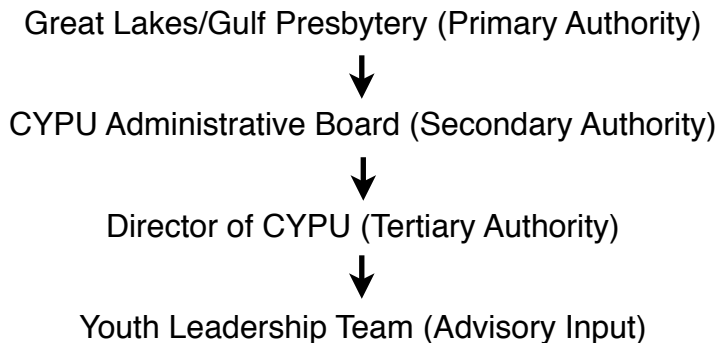 Great Lakes/Gulf Presbytery (Primary Authority)
CYPU Administrative Board (Secondary Authority)
Director of CYPU (Tertiary Authority)
Youth Leadership Team (Advisory Input)